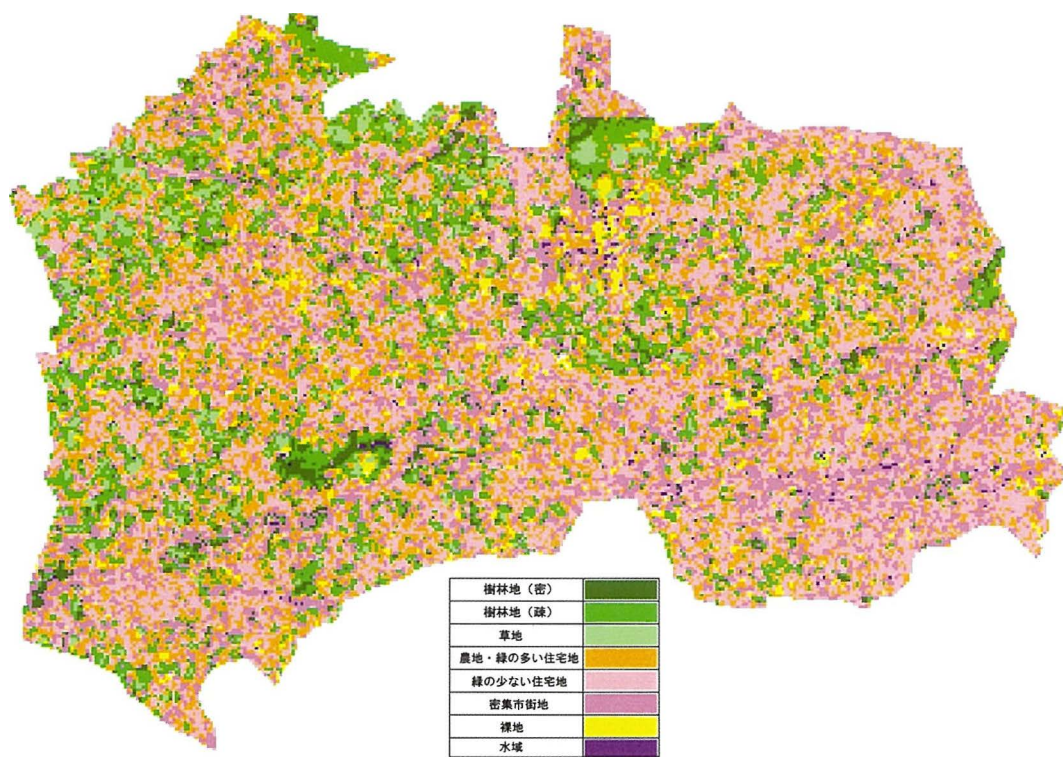 樹林地（密）
樹林地（疎）
草地
農地・緑の多い住宅地
緑の少ない住宅地
密集市街地
裸地
水域